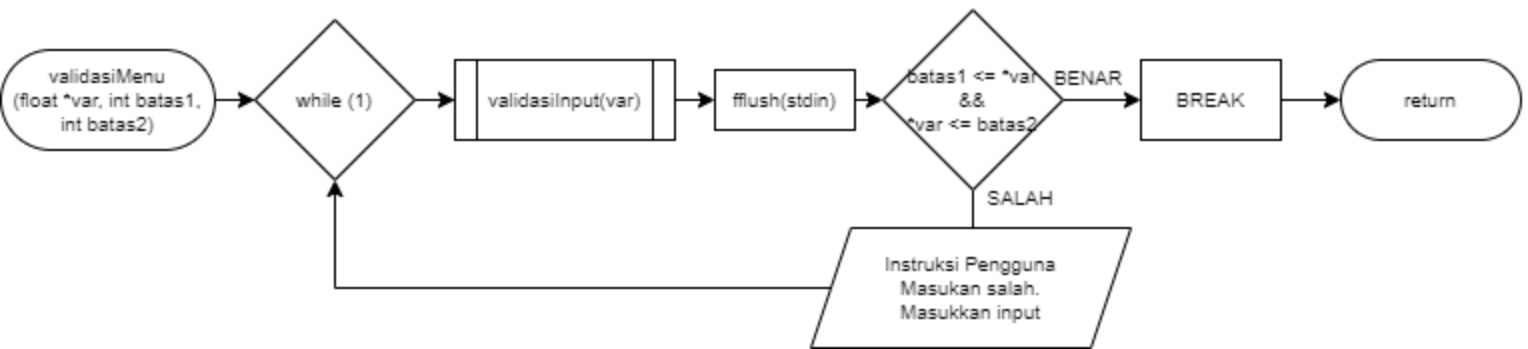 validasiMenu
(float *var, int batas1,
int batas2)
while (1)
validasiInput(var)
fflush(stdin)
batas1 <= *var
&&
*var <= batas2
BENAR
BREAK
return
SALAH
Instruksi Pengguna
Masukan salah.
Masukkan input